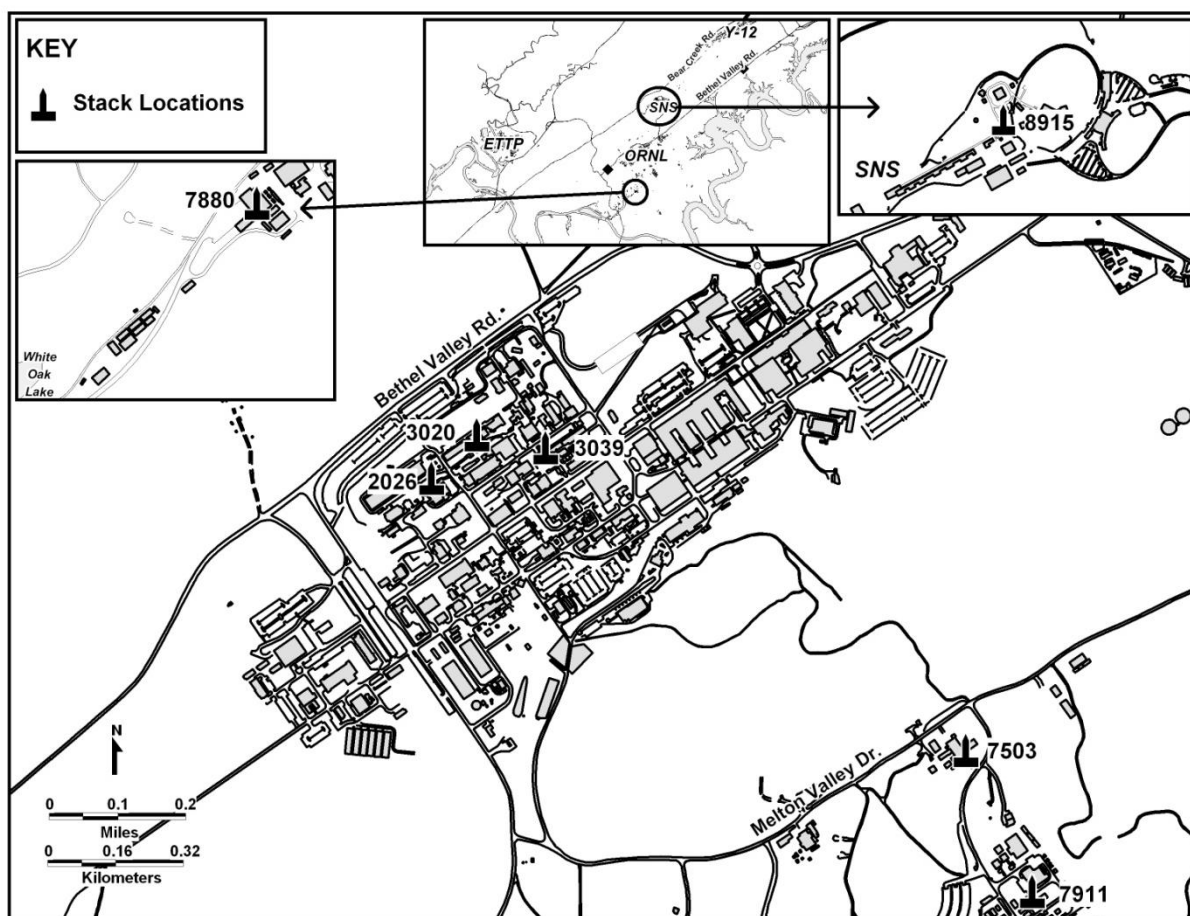 KEY
Stack Locations
Y-12
Bear Creek Rd.
Bethel Valley Rd.
SNS
ETTP
ORNL
8915
SNS
7880
White
Oak
Lake
Bethel Valley Rd.
3020
3039
2026
N
0 0.1 0.2
Miles
0 0.16 0.32
Kilometers
7503
Melton Valley Dr.
7911